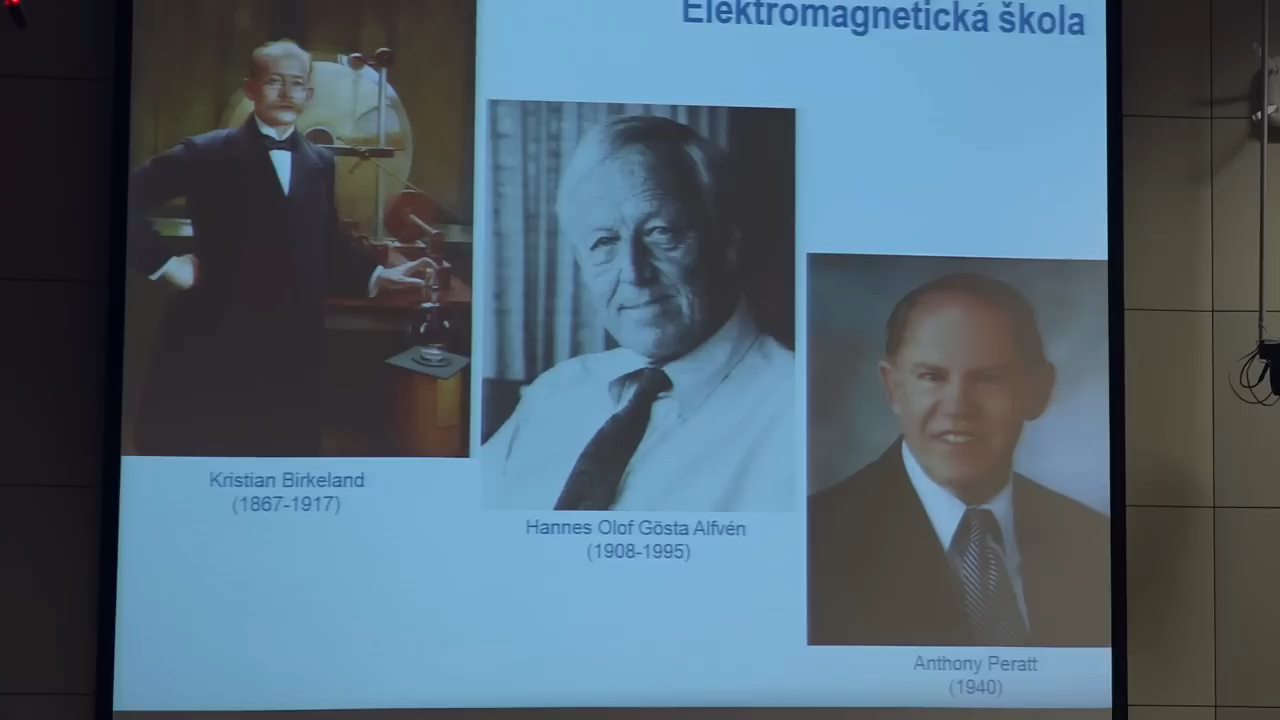 Elektromagnetická škola
Kristian Birkeland
(1867-1917)
Hannes Olof Gösta Alfvén
(1908-1995)
Anthony Peratt
(1940)